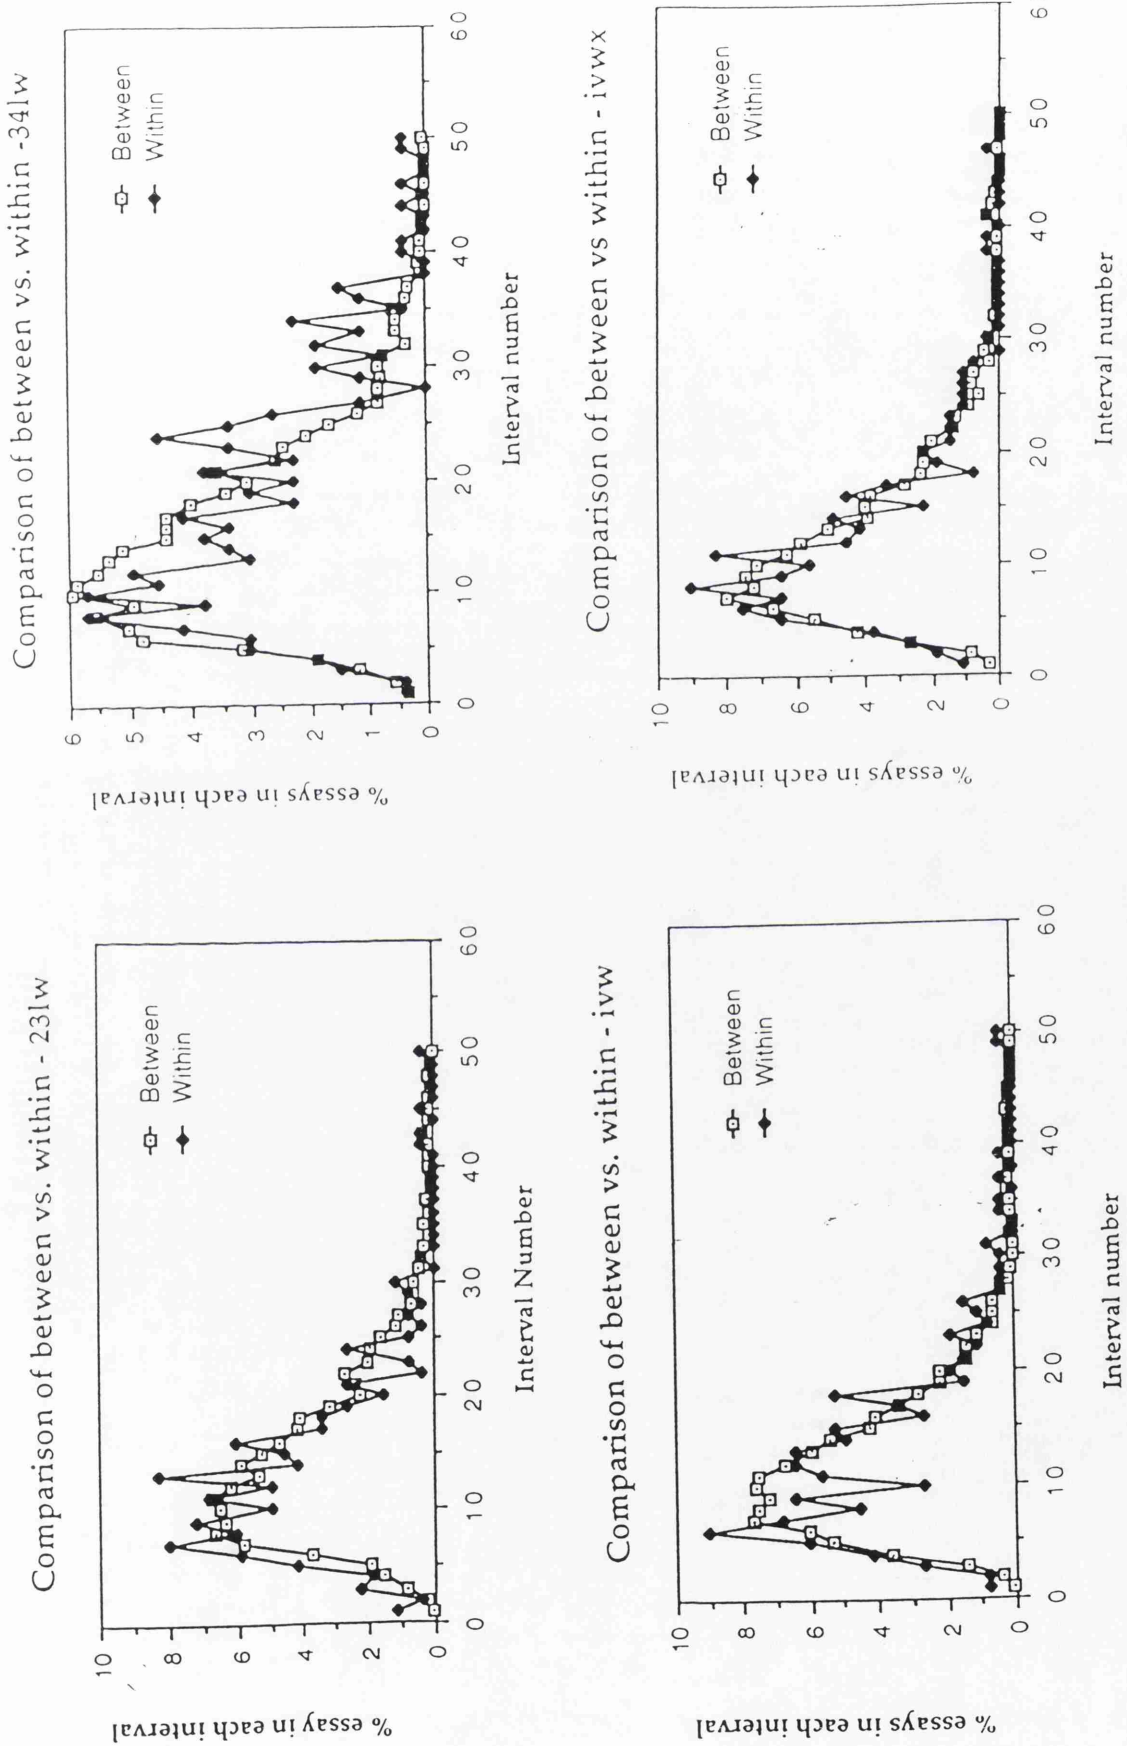 Comparison of between vs. within - 23lw
% essay in each interval
10
8
6
4
2
0
Between
Within
0 10 20 30 40 50 60
Interval Number
Comparison of between vs. within -34lw
% essays in each interval
6
5
4
3
2
1
0
Between
Within
0 10 20 30 40 50 60
Interval number
Comparison of between vs. within - ivw
% essays in each interval
10
8
6
4
2
0
Between
Within
0 10 20 30 40 50 60
Interval number
Comparison of between vs within - ivwx
% essays in each interval
10
8
6
4
2
0
Between
Within
0 10 20 30 40 50 6
Interval number